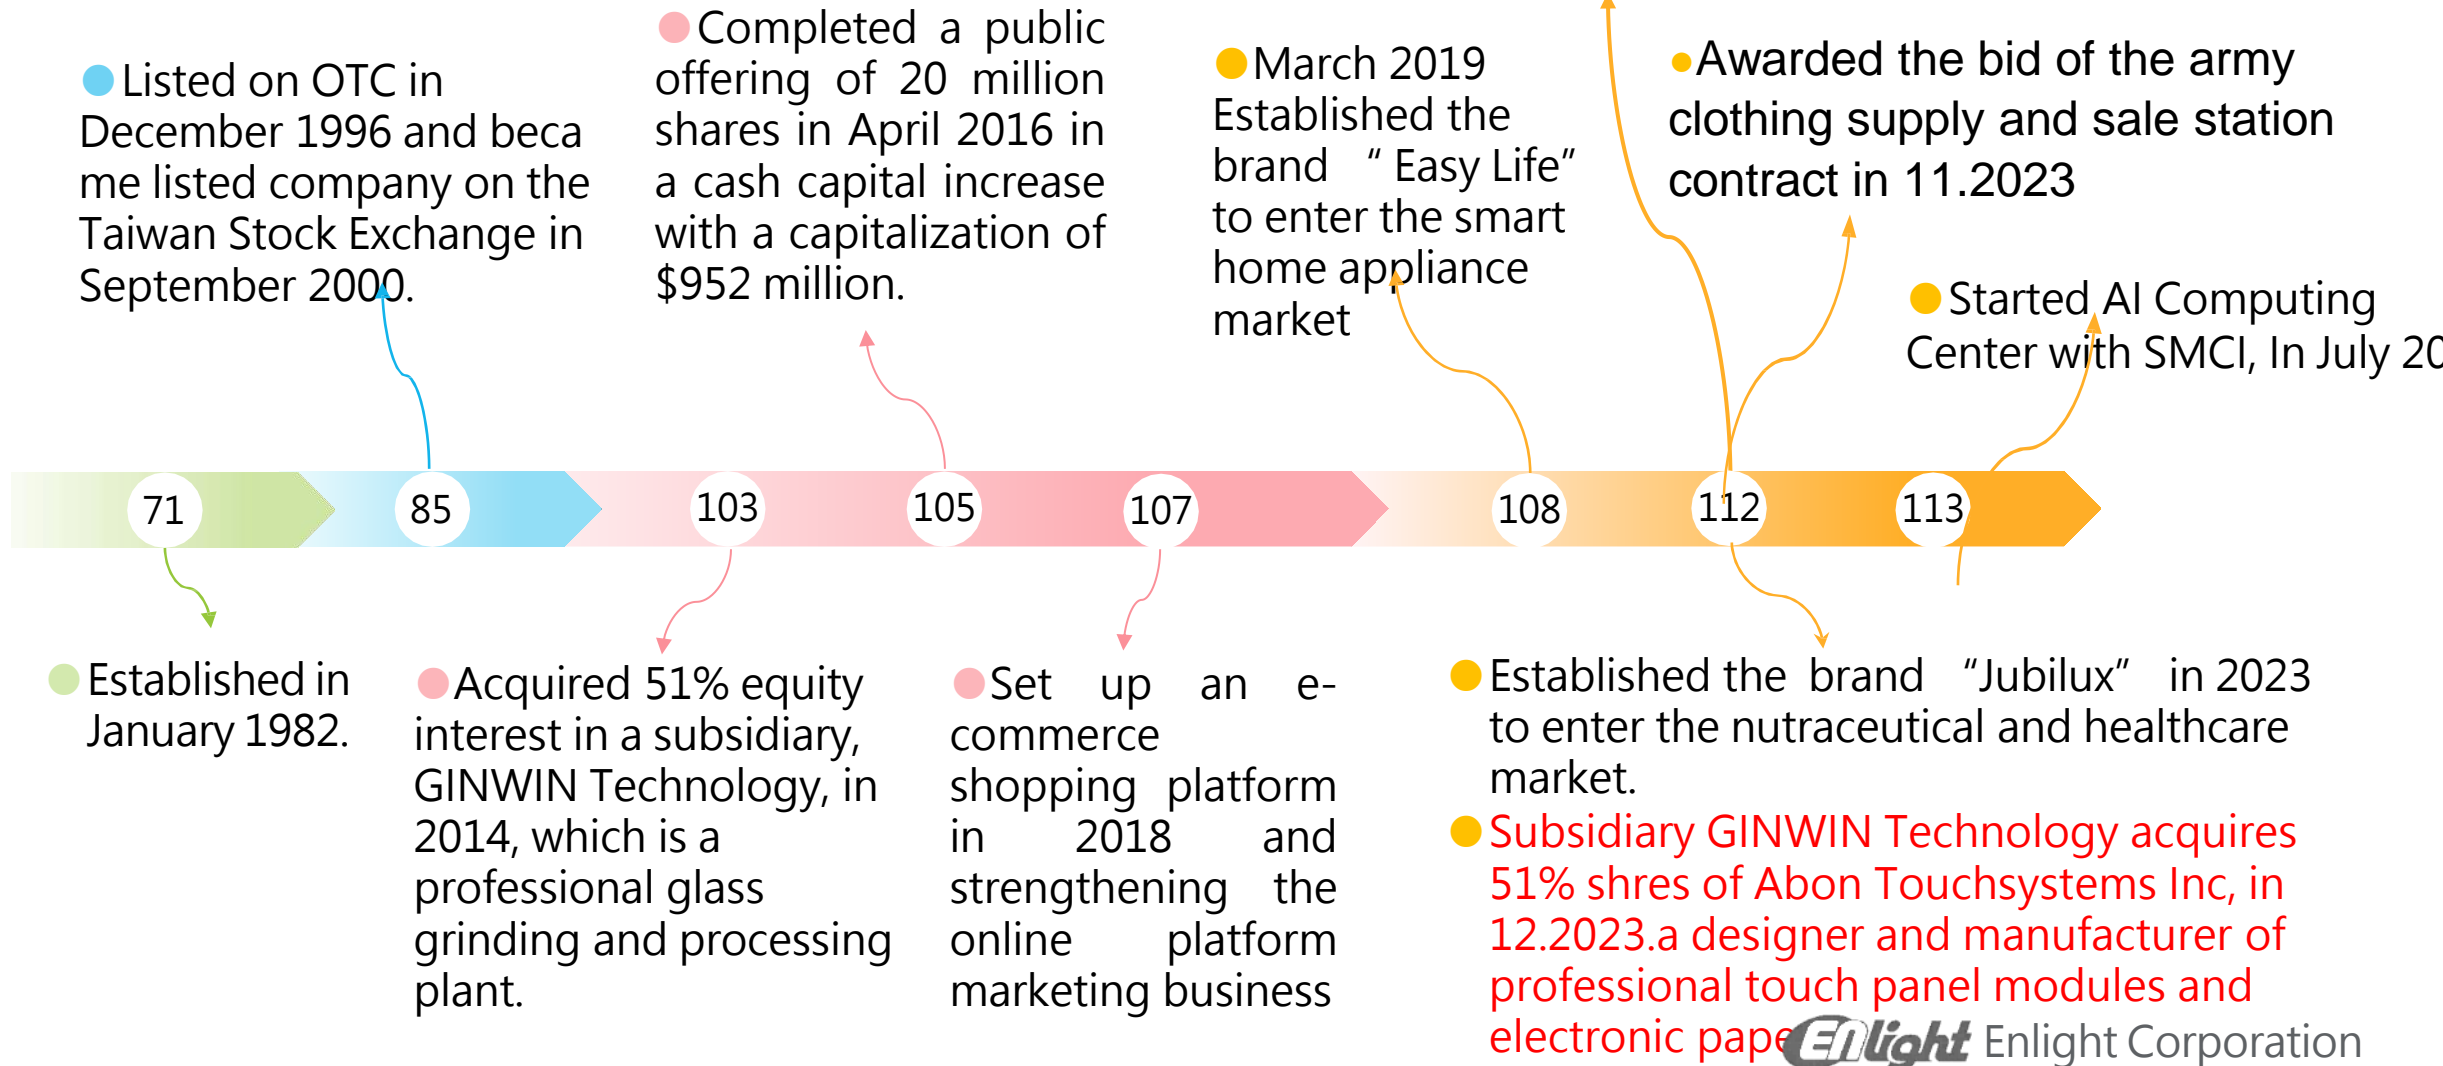 ●Completed a public
offering of 20 million
shares in April 2016 in
a cash capital increase
with a capitalization of
$952 million.
●Listed on OTC in
December 1996 and beca
me listed company on the
Taiwan Stock Exchange in
September 2000.
●March 2019
Established the
brand “ Easy Life”
to enter the smart
home appliance
market
●Awarded the bid of the army
clothing supply and sale station
contract in 11.2023
●Started AI Computing
Center with SMCI, In July
71
85
103
105
107
108
112
113
●Established in
January 1982.
●Acquired 51% equity
interest in a subsidiary,
GINWIN Technology, in
2014, which is a
professional glass
grinding and processing
plant.
●Set up an e-
commerce
shopping platform
in 2018 and
strengthening the
online platform
marketing business
●Established the brand “Jubilux” in 2023
to enter the nutraceutical and healthcare
market.
●Subsidiary GINWIN Technology acquires
51% shres of Abon Touchsystems Inc, in
12.2023.a designer and manufacturer of
professional touch panel modules and
electronic
Enlight Enlight Corporation